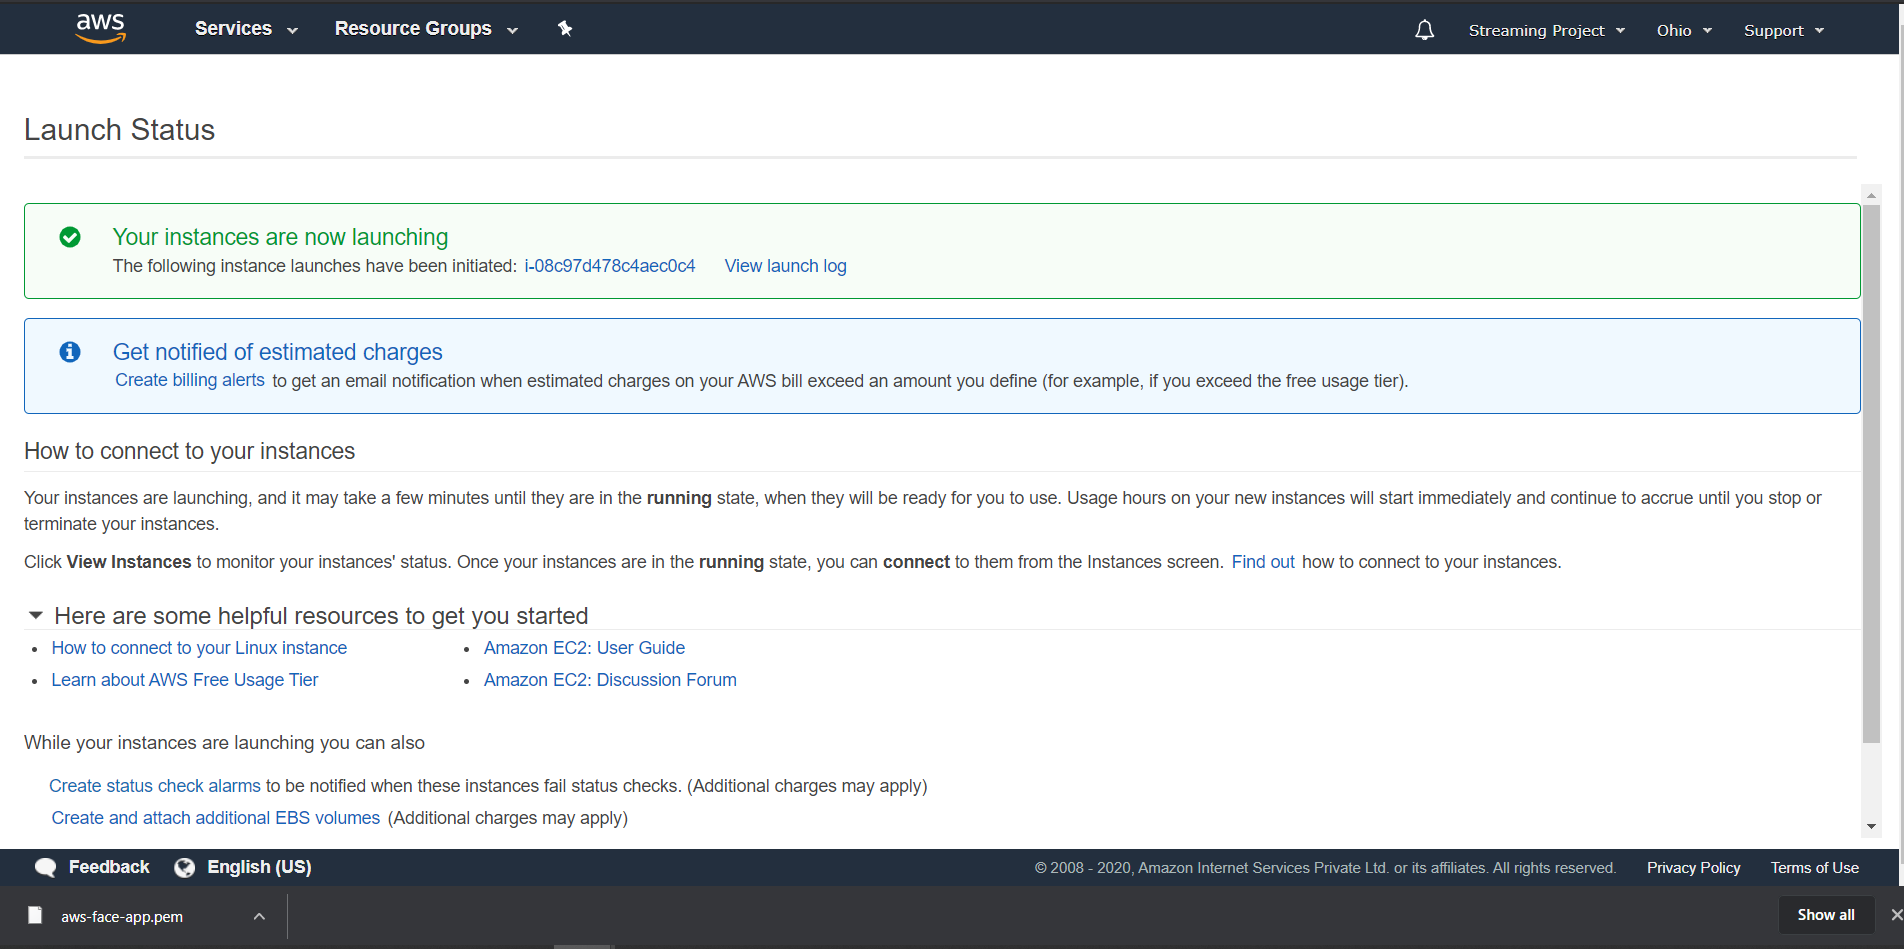 aws Services Resource Groups Streaming Project Ohio Support
Launch Status
Your instances are now launching
The following instance launches have been initiated: i-08c97d478c4aec0c4 View launch log
Get notified of estimated charges
Create billing alerts to get an email notification when estimated charges on your AWS bill exceed an amount you define (for example, if you exceed the free usage tier).
How to connect to your instances
Your instances are launching, and it may take a few minutes until they are in the running state, when they will be ready for you to use. Usage hours on your new instances will start immediately and continue to accrue until you stop or
terminate your instances.
Click View Instances to monitor your instances' status. Once your instances are in the running state, you can connect to them from the Instances screen. Find out how to connect to your instances.
Here are some helpful resources to get you started
• How to connect to your Linux instance • Amazon EC2: User Guide
• Learn about AWS Free Usage Tier • Amazon EC2: Discussion Forum
While your instances are launching you can also
Create status check alarms to be notified when these instances fail status checks. (Additional charges may apply)
Create and attach additional EBS volumes (Additional charges may apply)
Feedback English (US) © 2008 - 2020, Amazon Internet Services Private Ltd. or its affiliates. All rights reserved. Privacy Policy Terms of Use
aws-face-app.pem Show all